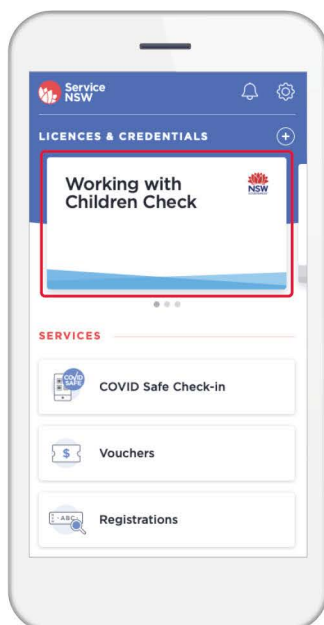 Service
NSW
LICENCES & CREDENTIALS
Working with
Children Check
NSW
SERVICES
COVID
SAFE
COVID Safe Check-in
$
Vouchers
ABC
Registrations